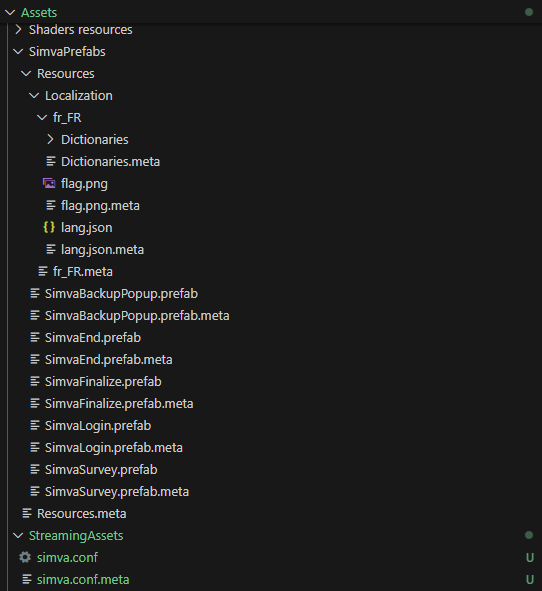 Assets
Shaders resources
SimvaPrefabs
Resources
Localization
fr_FR
Dictionaries
Dictionaries.meta
flag.png
flag.png.meta
lang.json
lang.json.meta
fr_FR.meta
SimvaBackupPopup.prefab
SimvaBackupPopup.prefab.meta
SimvaEnd.prefab
SimvaEnd.prefab.meta
SimvaFinalize.prefab
SimvaFinalize.prefab.meta
SimvaLogin.prefab
SimvaLogin.prefab.meta
SimvaSurvey.prefab
SimvaSurvey.prefab.meta
Resources.meta
StreamingAssets
simva.conf U
simva.conf.meta U